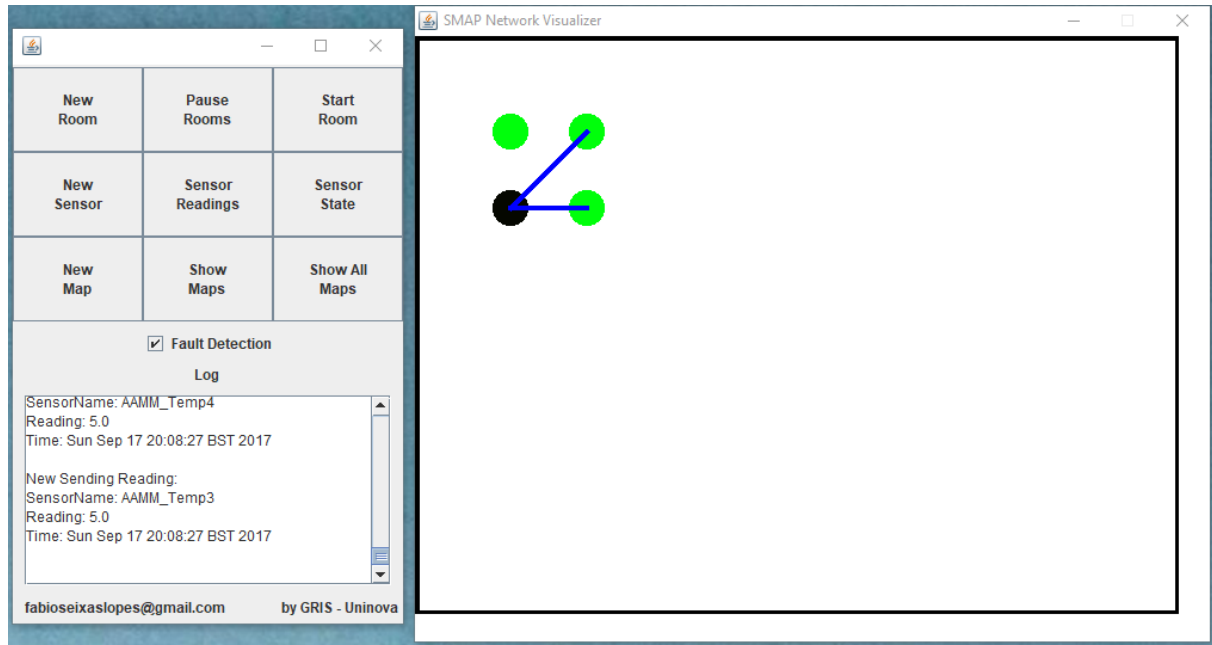 SMAP Network Visualizer
New
Room
Pause
Rooms
Start
Room
New
Sensor
Sensor
Readings
Sensor
State
New
Map
Show
Maps
Show All
Maps
Fault Detection
Log
SensorName: AAMM_Temp4
Reading: 5.0
Time: Sun Sep 17 20:08:27 BST 2017
New Sending Reading:
SensorName: AAMM_Temp3
Reading: 5.0
Time: Sun Sep 17 20:08:27 BST 2017
fabioseixaslopes@gmail.com
by GRIS - Uninova